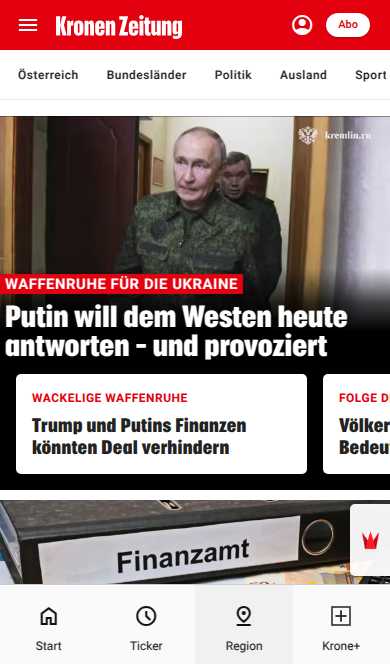 Kronen Zeitung
Abo
Österreich Bundesländer Politik Ausland Sport
kremlin.ru
WAFFENRUHE FÜR DIE UKRAINE
Putin will dem Westen heute
antworten – und provoziert
WACKELIGE WAFFENRUHE
Trump und Putins Finanzen
könnten Deal verhindern
FOLGE D
Völker
Bedeu
Finanzamt
Start Ticker Region Krone+